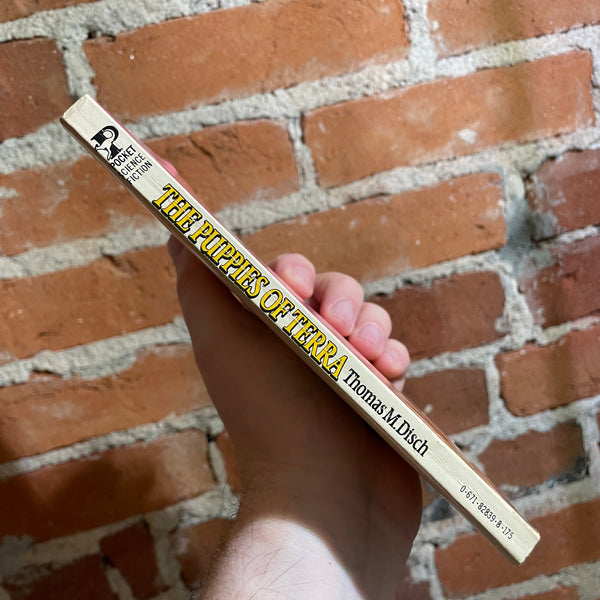 POCKET
SCIENCE
FICTION
THE PUPPIES OF TERRA
Thomas M. Disch
0-671-82839-8-175